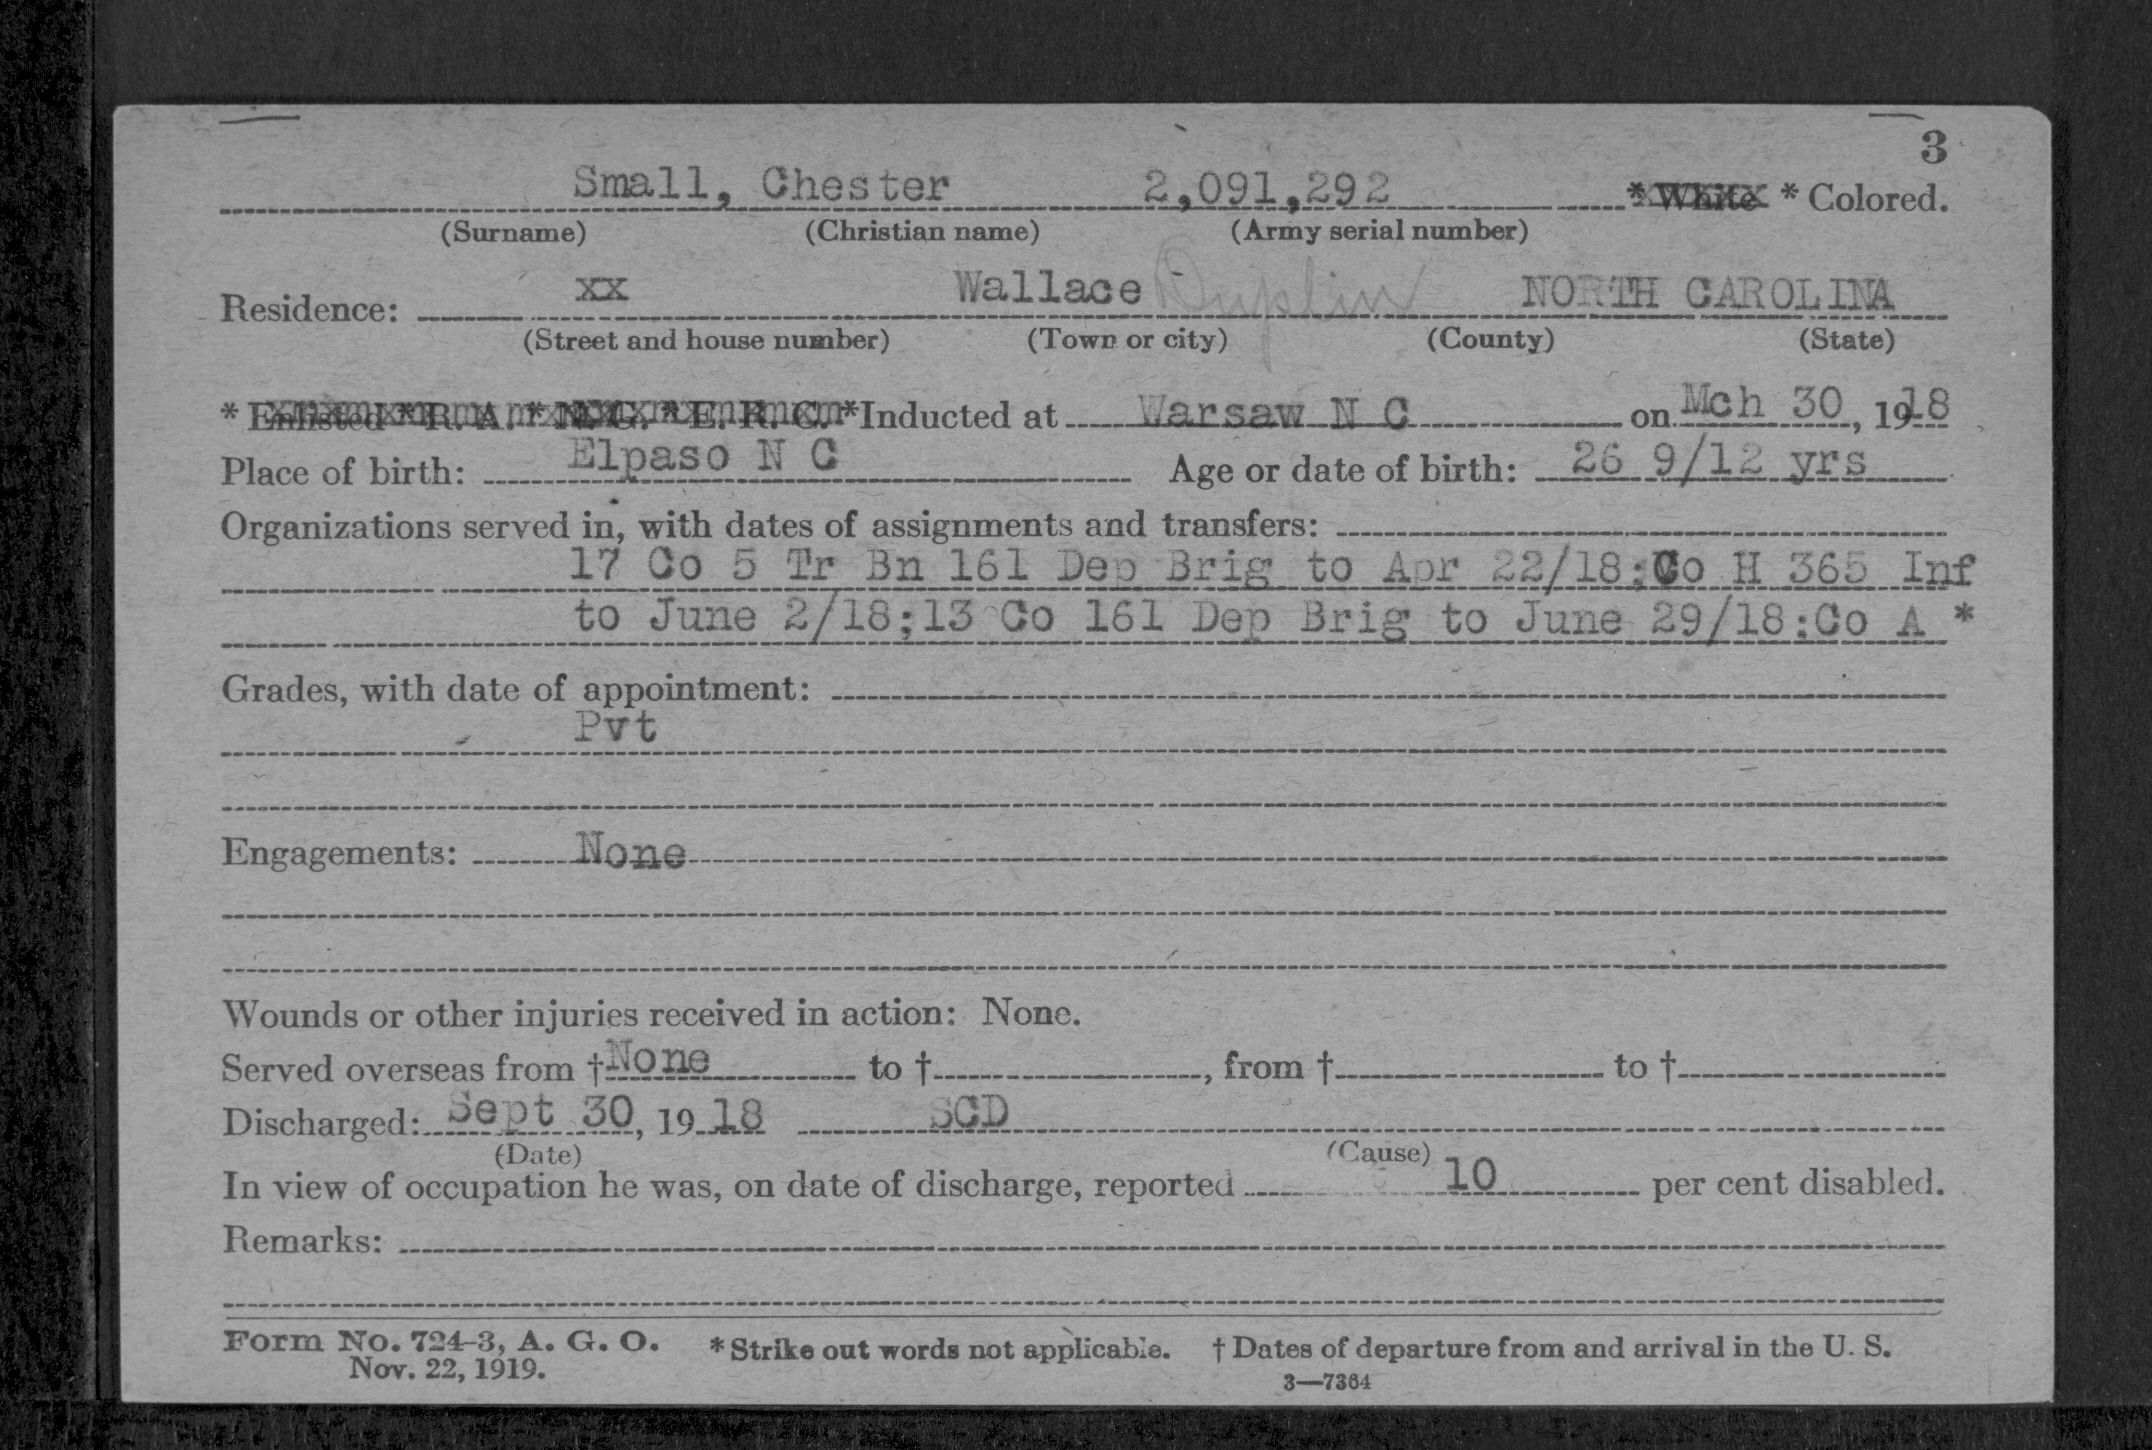 3
Small, Chester 2,091,292 * White * Colored.
(Surname) (Christian name) (Army serial number)
Residence: xx Wallace Duplin NORTH CAROLINA
(Street and house number) (Town or city) (County) (State)
* Enlisted * R. A. * N. G. * E. R. C. *Inducted at Warsaw N C on Mch 30, 1918
Place of birth: Elpaso N C Age or date of birth: 26 9/12 yrs
Organizations served in, with dates of assignments and transfers:
17 Co 5 Tr Bn 161 Dep Brig to Apr 22/18;Co H 365 Inf
to June 2/18;13 Co 161 Dep Brig to June 29/18:Co A *
Grades, with date of appointment:
Pvt
Engagements: None
Wounds or other injuries received in action: None.
Served overseas from †None to †, from † to †
Discharged: Sept 30, 1918 SCD
(Date) (Cause)
In view of occupation he was, on date of discharge, reported 10 per cent disabled.
Remarks:
Form No. 724-3, A. G. O. * Strike out words not applicable. † Dates of departure from and arrival in the U. S.
Nov. 22, 1919. 3—7364